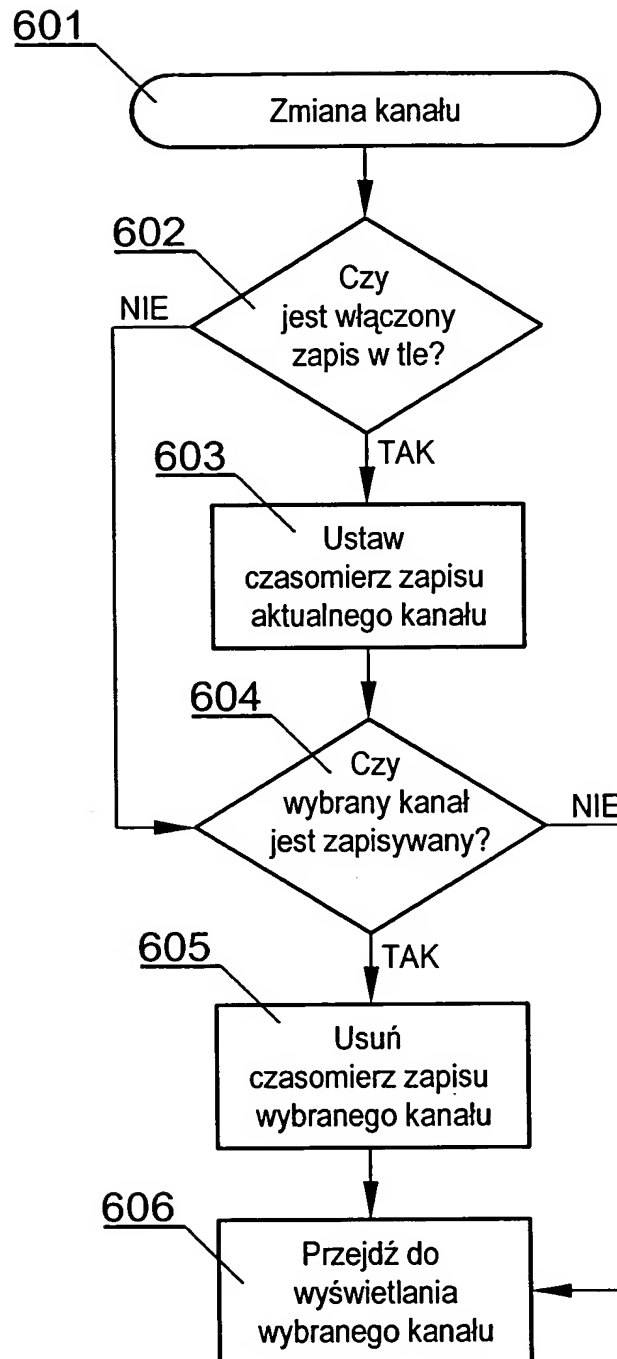 601
Zmiana kanału
602
Czy
jest włączony
zapis w tle?
NIE
TAK
603
Ustaw
czasomierz zapisu
aktualnego kanału
604
Czy
wybrany kanał
jest zapisywany?
NIE
TAK
605
Usuń
czasomierz zapisu
wybranego kanału
606
Przejdź do
wyświetlania
wybranego kanału